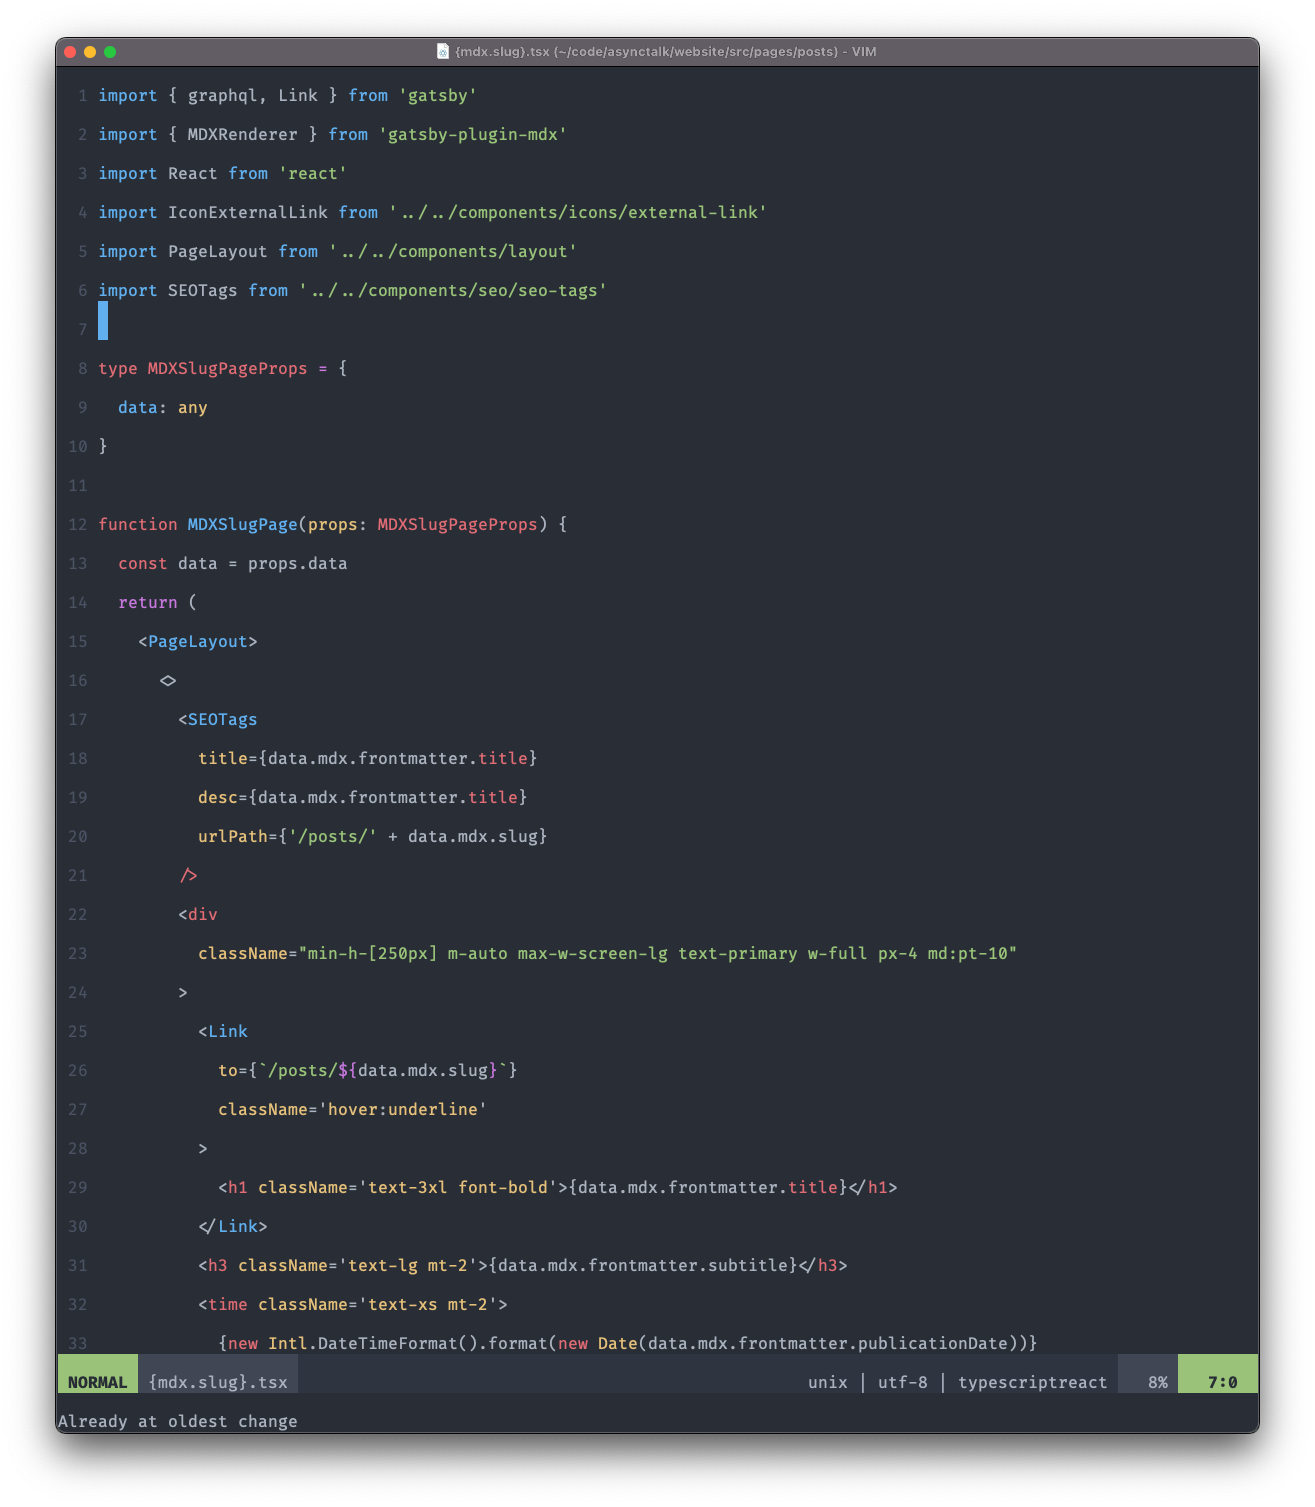 {mdx.slug}.tsx (~/code/asynctalk/website/src/pages/posts) - VIM
1 import { graphql, Link } from 'gatsby'
2 import { MDXRenderer } from 'gatsby-plugin-mdx'
3 import React from 'react'
4 import IconExternalLink from '../../components/icons/external-link'
5 import PageLayout from '../../components/layout'
6 import SEOTags from '../../components/seo/seo-tags'
7
8 type MDXSlugPageProps = {
9   data: any
10 }
11
12 function MDXSlugPage(props: MDXSlugPageProps) {
13   const data = props.data
14   return (
15     <PageLayout>
16       <>
17         <SEOTags
18           title={data.mdx.frontmatter.title}
19           desc={data.mdx.frontmatter.title}
20           urlPath={'/posts/' + data.mdx.slug}
21         />
22         <div
23           className="min-h-[250px] m-auto max-w-screen-lg text-primary w-full px-4 md:pt-10"
24         >
25           <Link
26             to={`/posts/${data.mdx.slug}`}
27             className='hover:underline'
28           >
29             <h1 className='text-3xl font-bold'>{data.mdx.frontmatter.title}</h1>
30           </Link>
31           <h3 className='text-lg mt-2'>{data.mdx.frontmatter.subtitle}</h3>
32           <time className='text-xs mt-2'>
33             {new Intl.DateTimeFormat().format(new Date(data.mdx.frontmatter.publicationDate))}
NORMAL {mdx.slug}.tsx unix | utf-8 | typescriptreact 8% 7:0
Already at oldest change